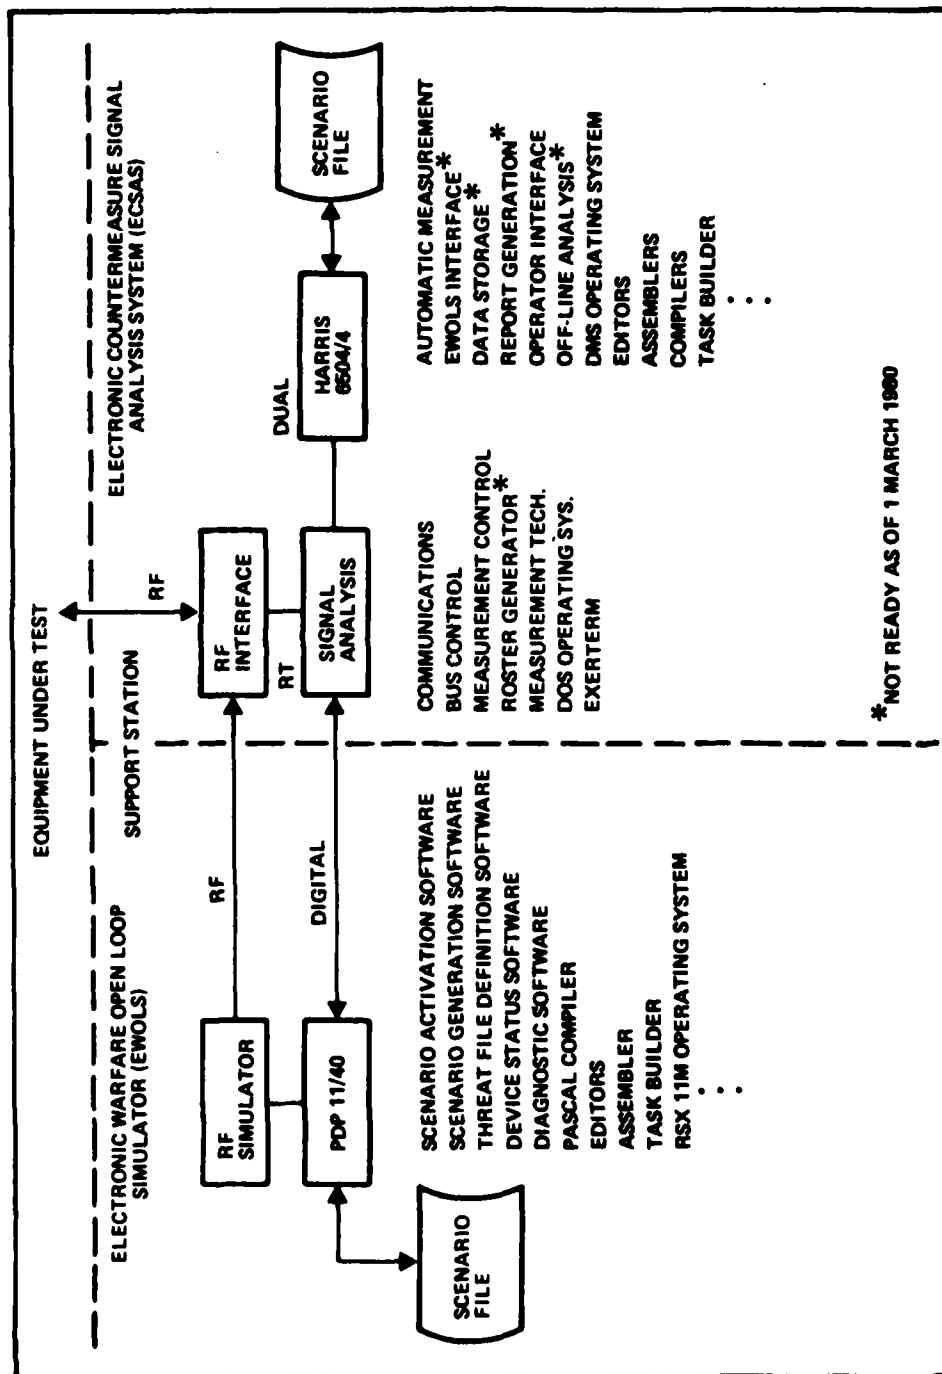 EQUIPMENT UNDER TEST
ELECTRONIC WARFARE OPEN LOOP
SIMULATOR (EWOLS)
SUPPORT STATION
RF
ELECTRONIC COUNTERMEASURE SIGNAL
ANALYSIS SYSTEM (ECSAS)
RF
SIMULATOR
RF
RF
INTERFACE
RT
DUAL
PDP 11/40
DIGITAL
SIGNAL
ANALYSIS
HARRIS
6504/4
SCENARIO
FILE
SCENARIO
FILE
SCENARIO ACTIVATION SOFTWARE
SCENARIO GENERATION SOFTWARE
THREAT FILE DEFINITION SOFTWARE
DEVICE STATUS SOFTWARE
DIAGNOSTIC SOFTWARE
PASCAL COMPILER
EDITORS
ASSEMBLER
TASK BUILDER
RSX 11M OPERATING SYSTEM
. . .
COMMUNICATIONS
BUS CONTROL
MEASUREMENT CONTROL
ROSTER GENERATOR*
MEASUREMENT TECH.
DOS OPERATING SYS.
EXERTERM
AUTOMATIC MEASUREMENT
EWOLS INTERFACE*
DATA STORAGE*
REPORT GENERATION*
OPERATOR INTERFACE
OFF-LINE ANALYSIS*
DMS OPERATING SYSTEM
EDITORS
ASSEMBLERS
COMPILERS
TASK BUILDER
. . .
*NOT READY AS OF 1 MARCH 1980